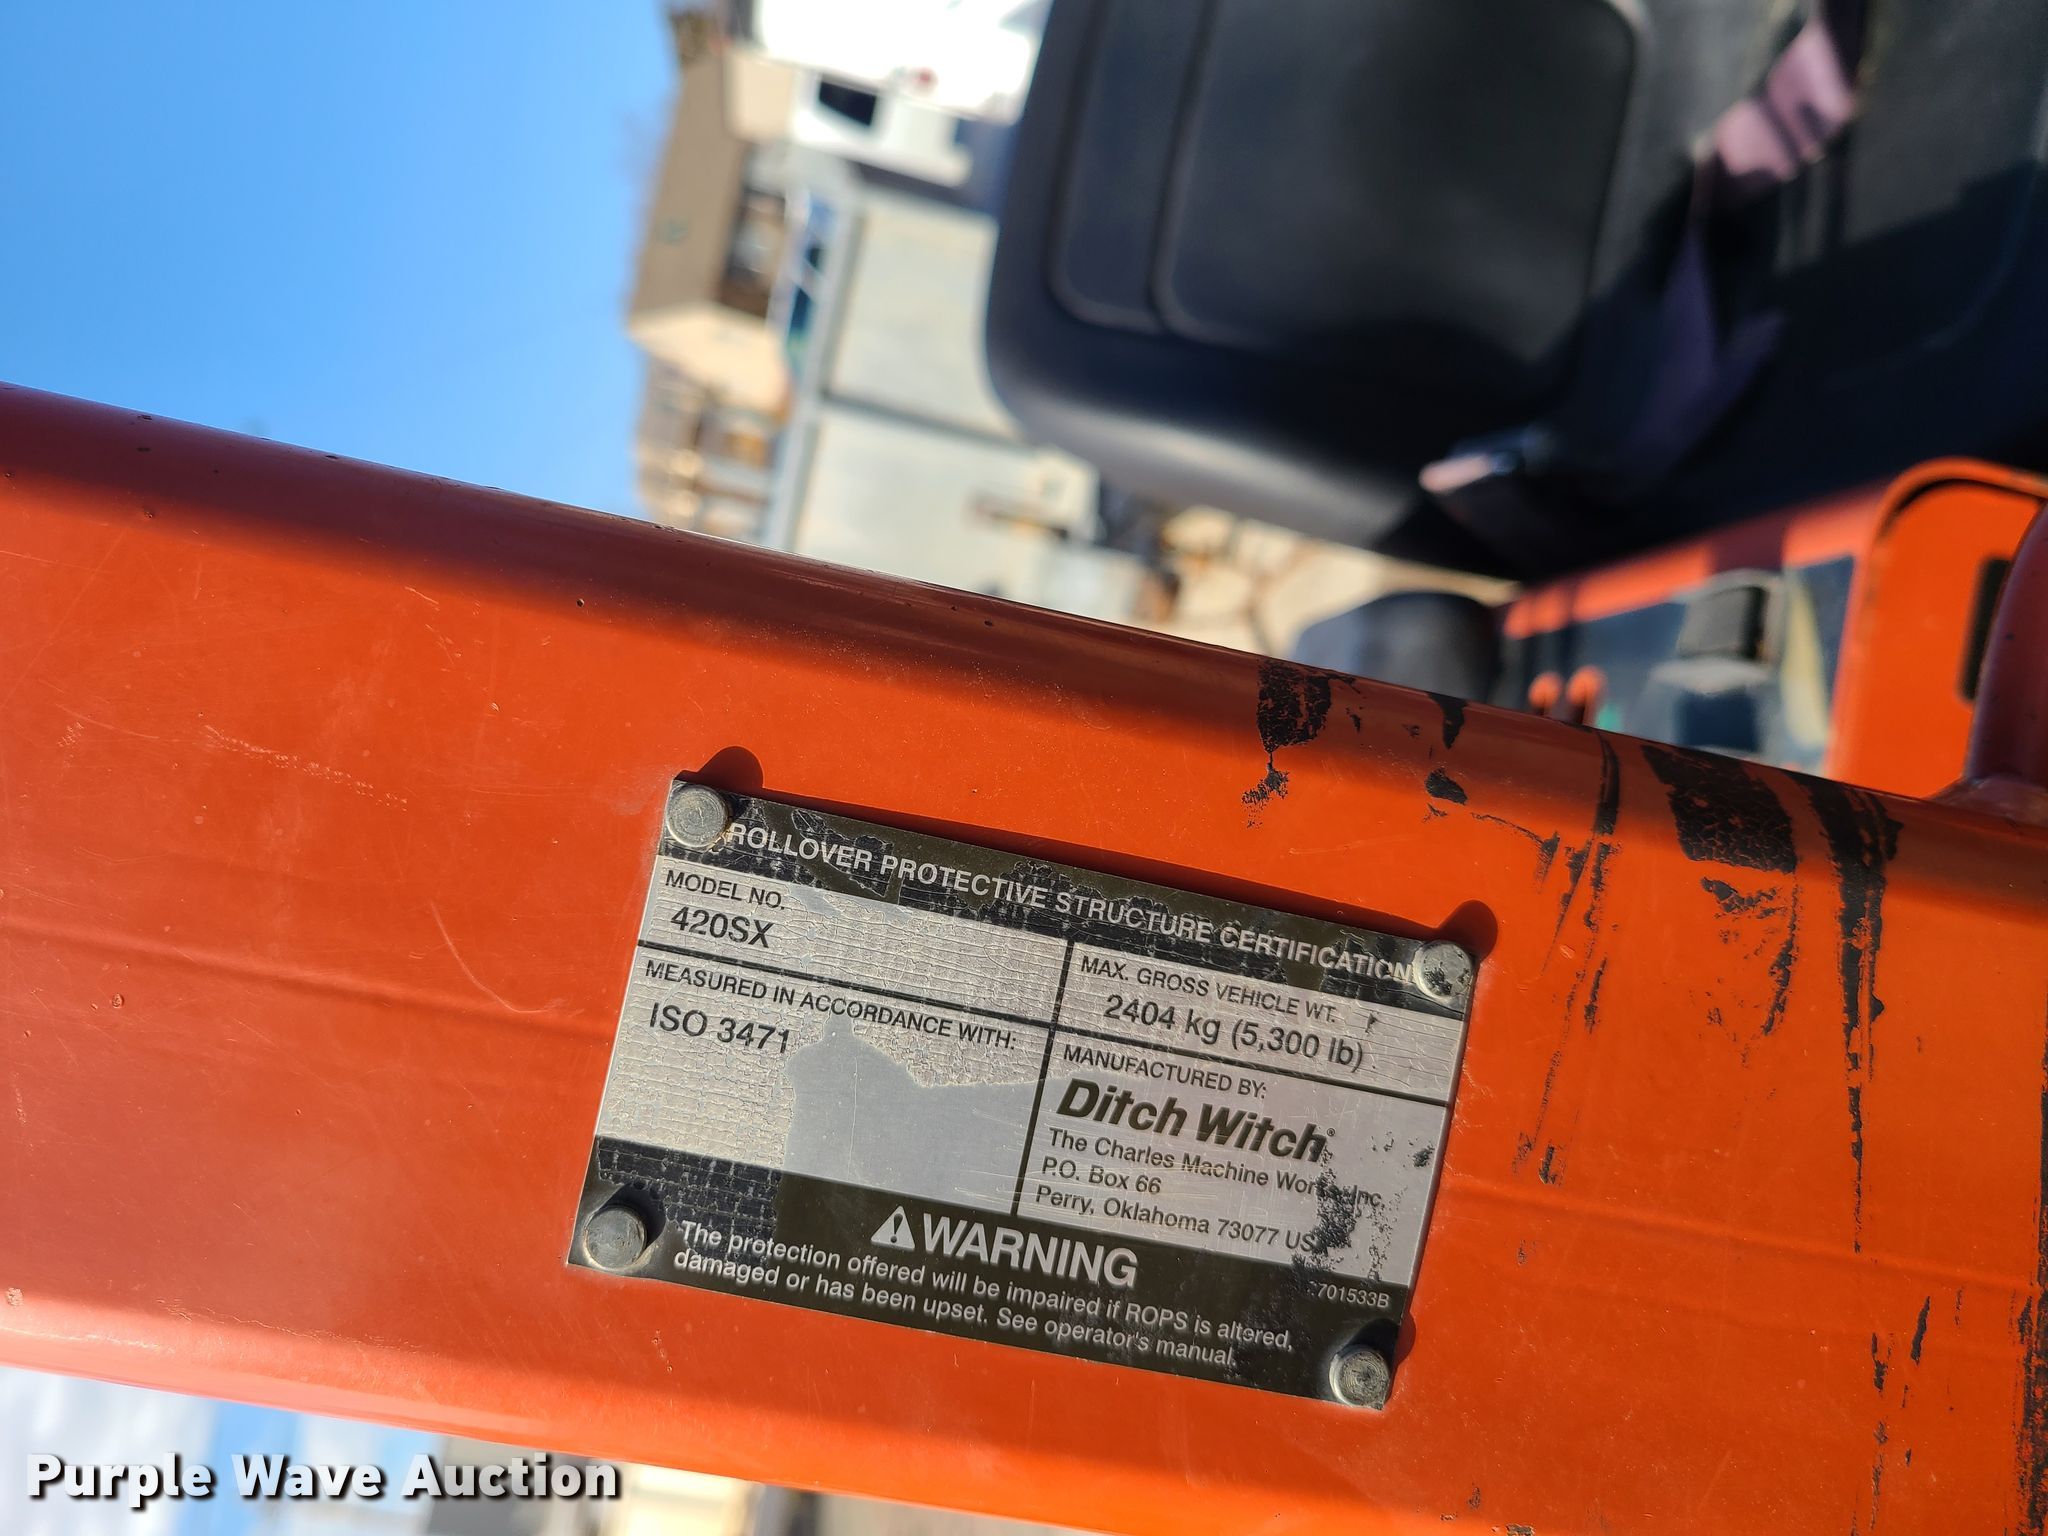 ROLLOVER PROTECTIVE STRUCTURE CERTIFICATION
MODEL NO.
420SX
MAX. GROSS VEHICLE WT.
2404 kg (5,300 lb)
MEASURED IN ACCORDANCE WITH:
ISO 3471
MANUFACTURED BY:
Ditch Witch®
The Charles Machine Works, Inc.
P.O. Box 66
Perry, Oklahoma 73077
701533B
⚠WARNING
The protection offered will be impaired if ROPS is altered,
damaged or has been upset. See operator's manual.
Purple Wave Auction